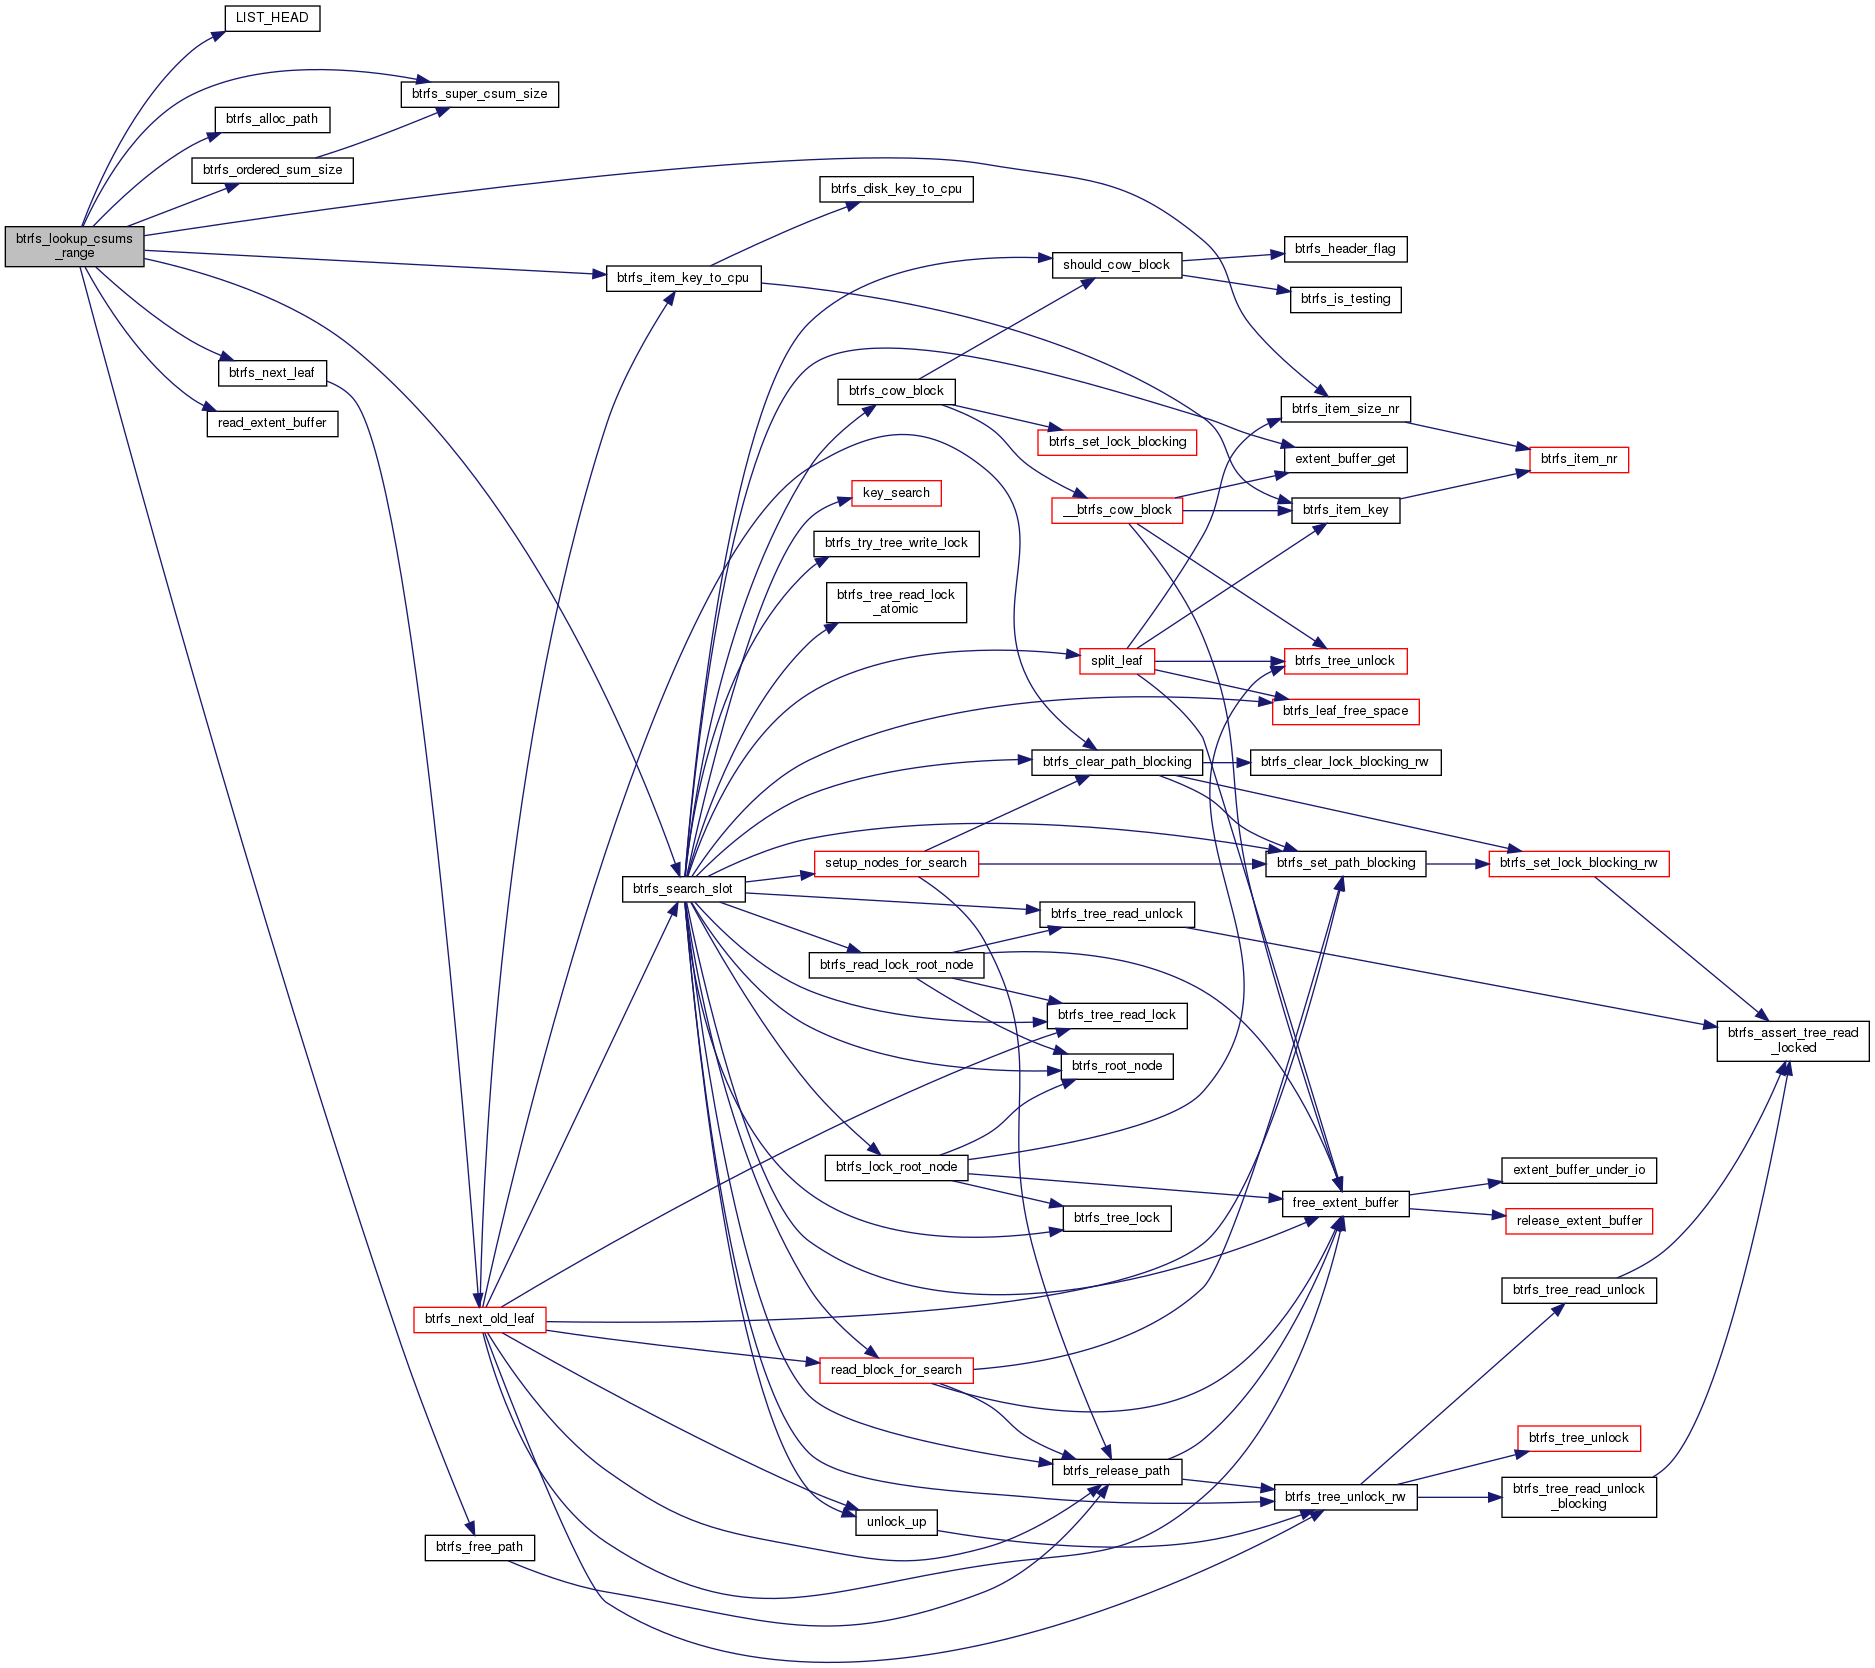 LIST_HEAD
btrfs_super_csum_size
btrfs_alloc_path
btrfs_ordered_sum_size
btrfs_disk_key_to_cpu
btrfs_lookup_csums
_range
btrfs_item_key_to_cpu
should_cow_block
btrfs_header_flag
btrfs_is_testing
btrfs_next_leaf
btrfs_cow_block
btrfs_item_size_nr
read_extent_buffer
btrfs_set_lock_blocking
extent_buffer_get
btrfs_item_nr
key_search
__btrfs_cow_block
btrfs_item_key
btrfs_try_tree_write_lock
btrfs_tree_read_lock
_atomic
split_leaf
btrfs_tree_unlock
btrfs_leaf_free_space
btrfs_clear_path_blocking
btrfs_clear_lock_blocking_rw
setup_nodes_for_search
btrfs_set_path_blocking
btrfs_set_lock_blocking_rw
btrfs_search_slot
btrfs_tree_read_unlock
btrfs_read_lock_root_node
btrfs_tree_read_lock
btrfs_assert_tree_read
_locked
btrfs_root_node
btrfs_lock_root_node
extent_buffer_under_io
free_extent_buffer
btrfs_tree_lock
release_extent_buffer
btrfs_tree_read_unlock
btrfs_next_old_leaf
read_block_for_search
btrfs_tree_unlock
btrfs_release_path
btrfs_tree_unlock_rw
btrfs_tree_read_unlock
_blocking
unlock_up
btrfs_free_path